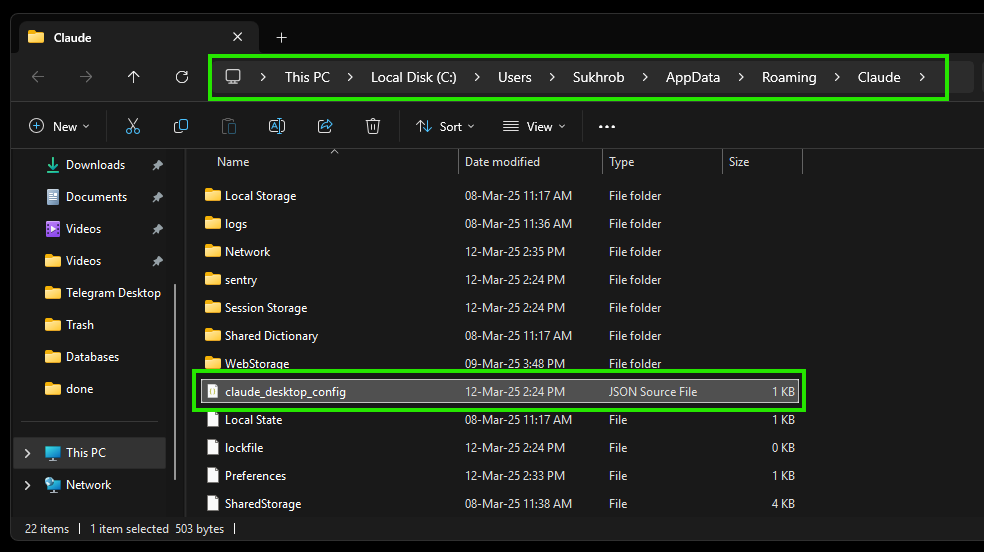 Claude
This PC > Local Disk (C:) > Users > Sukhrob > AppData > Roaming > Claude >
New Sort View
Name Date modified Type Size
Downloads
Documents
Videos
Videos
Telegram Desktop
Trash
Databases
done
This PC
Network
Local Storage 08-Mar-25 11:17 AM File folder
logs 08-Mar-25 11:36 AM File folder
Network 12-Mar-25 2:35 PM File folder
sentry 12-Mar-25 2:24 PM File folder
Session Storage 12-Mar-25 2:24 PM File folder
Shared Dictionary 08-Mar-25 11:17 AM File folder
WebStorage 09-Mar-25 3:48 PM File folder
claude_desktop_config 12-Mar-25 2:24 PM JSON Source File 1 KB
Local State 08-Mar-25 11:17 AM File 1 KB
lockfile 12-Mar-25 2:24 PM File 0 KB
Preferences 12-Mar-25 2:33 PM File 1 KB
SharedStorage 08-Mar-25 11:38 AM File 4 KB
22 items 1 item selected 503 bytes